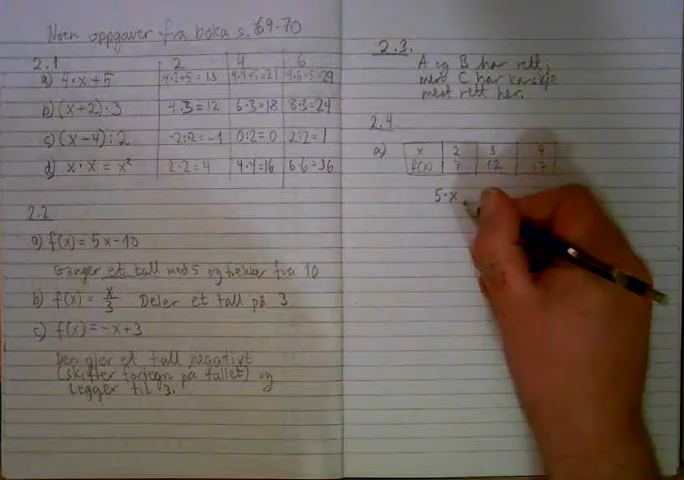 Noen oppgaver fra boka s. 69-70
2.1
2 4 6
a) 4·x+5 4·2+5=13 4·4+5=21 4·6+5=29
b) (x+2)·3 4·3=12 6·3=18 8·3=24
c) (x-4):2 -2:2=-1 0:2=0 2:2=1
d) x·x=x² 2·2=4 4·4=16 6·6=36
2.2
a) f(x)=5x-10
Ganger et tall med 5 og trekker fra 10
b) f(x)=x/3 Deler et tall på 3
c) f(x)=-x+3
Den gjør et tall negativt
(skifter fortegn på tallet) og
legger til 3.
2.3.
A og B har rett,
mens C har kanskje
mest rett her.
2.4
a) x 2 3 4
f(x) 7 12 17
5·x